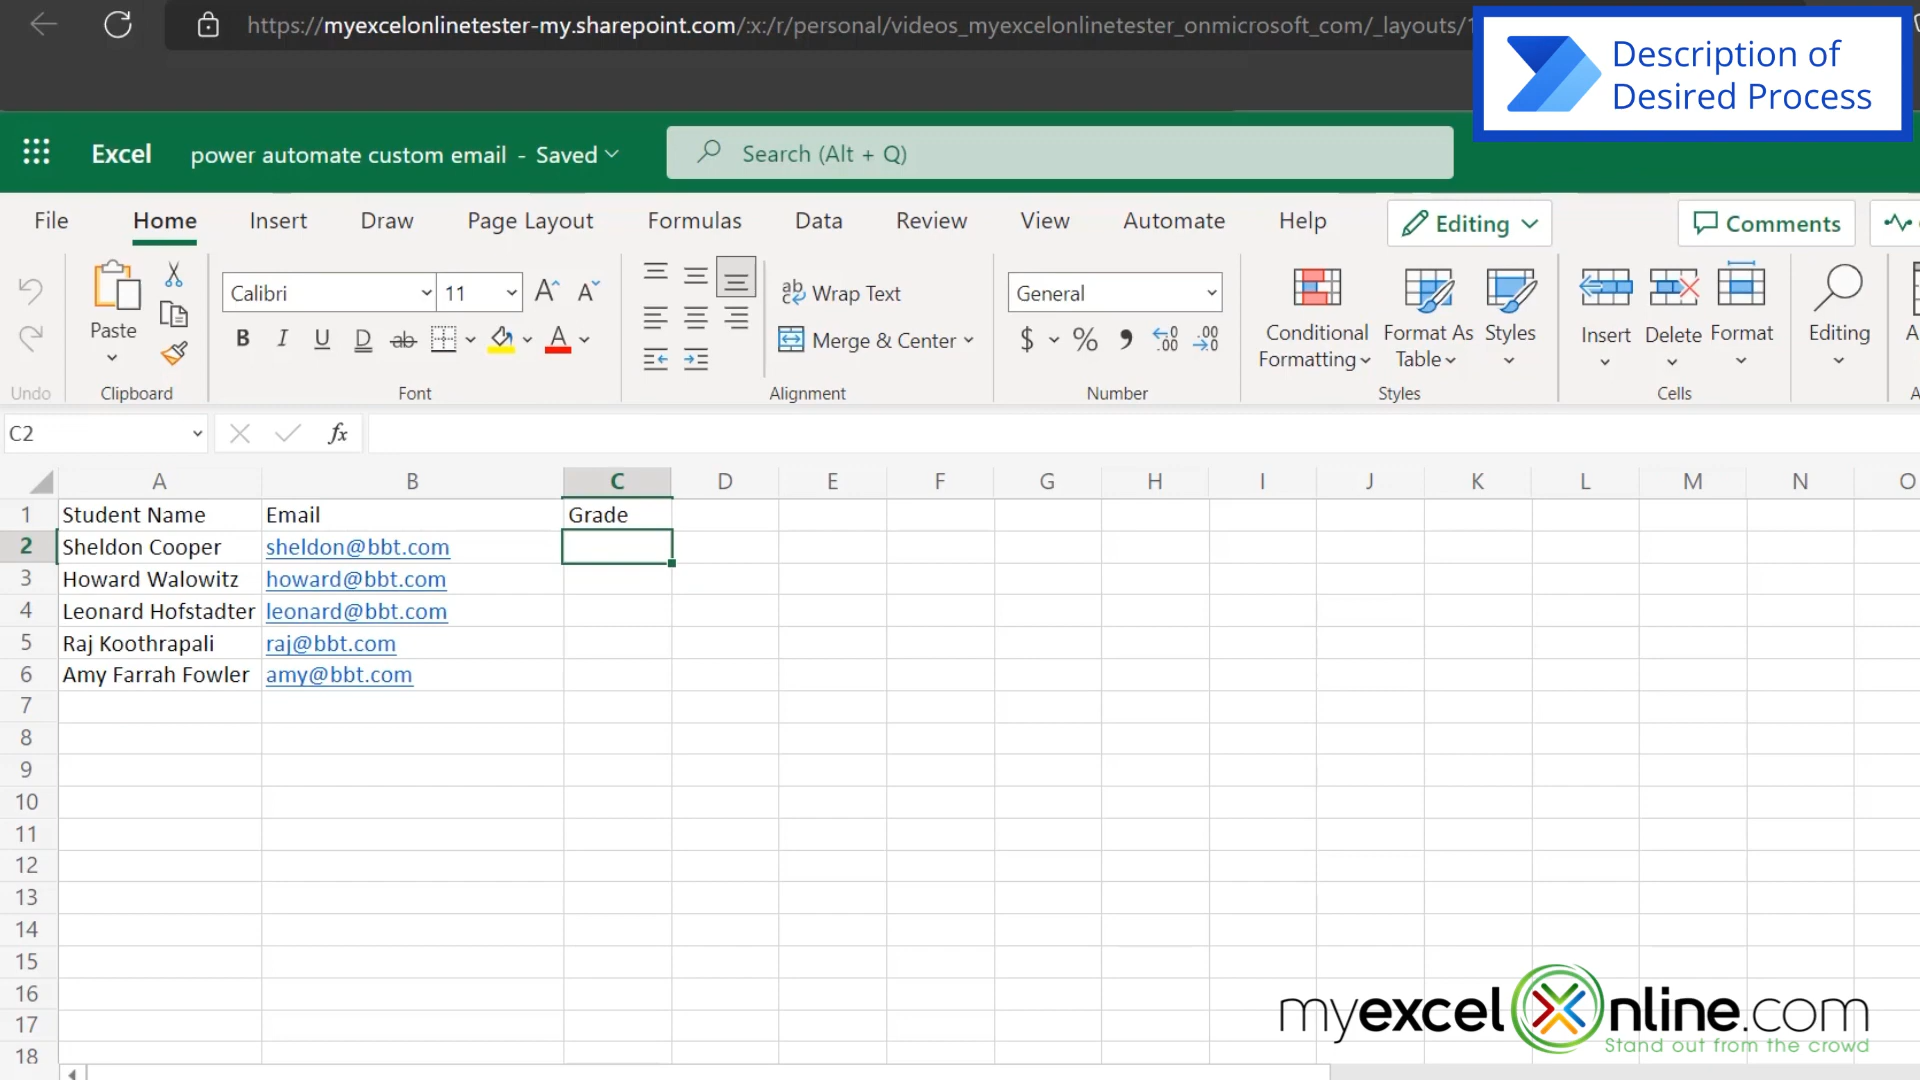 https://myexcelonlinetester-my.sharepoint.com/:x:/r/personal/videos_myexcelonlinetester_onmicrosoft_com/_layouts/
Description of
Desired Process
Excel power automate custom email - Saved Search (Alt + Q)
File Home Insert Draw Page Layout Formulas Data Review View Automate Help Editing Comments
Calibri 11 Wrap Text General
Paste B I U D ab Merge & Center $ % Conditional Formatting Format As Table Styles Insert Delete Format Editing
Undo Clipboard Font Alignment Number Styles Cells
C2 fx
A B C D E F G H I J K L M N O
1 Student Name Email Grade
2 Sheldon Cooper sheldon@bbt.com
3 Howard Walowitz howard@bbt.com
4 Leonard Hofstadter leonard@bbt.com
5 Raj Koothrapali raj@bbt.com
6 Amy Farrah Fowler amy@bbt.com
7
8
9
10
11
12
13
14
15
16
17
18
myexcelonline.com
Stand out from the crowd